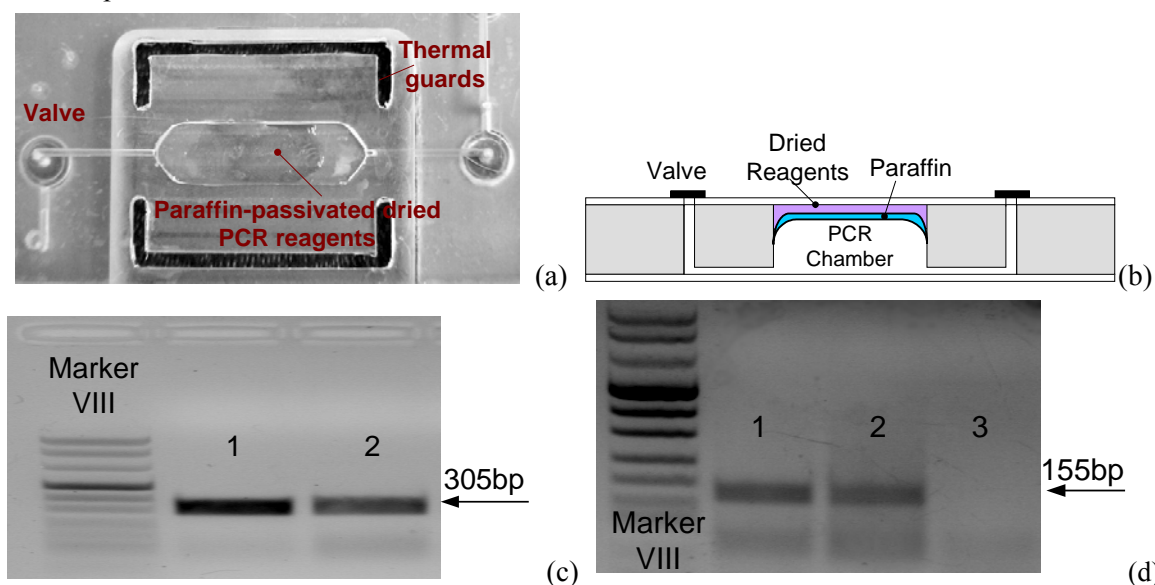 Thermal
guards
Valve
Paraffin-passivated dried
PCR reagents
(a)
Dried
Reagents
Valve
Paraffin
PCR
Chamber
(b)
Marker
VIII
1
2
305bp
(c)
1
2
3
155bp
Marker
VIII
(d)